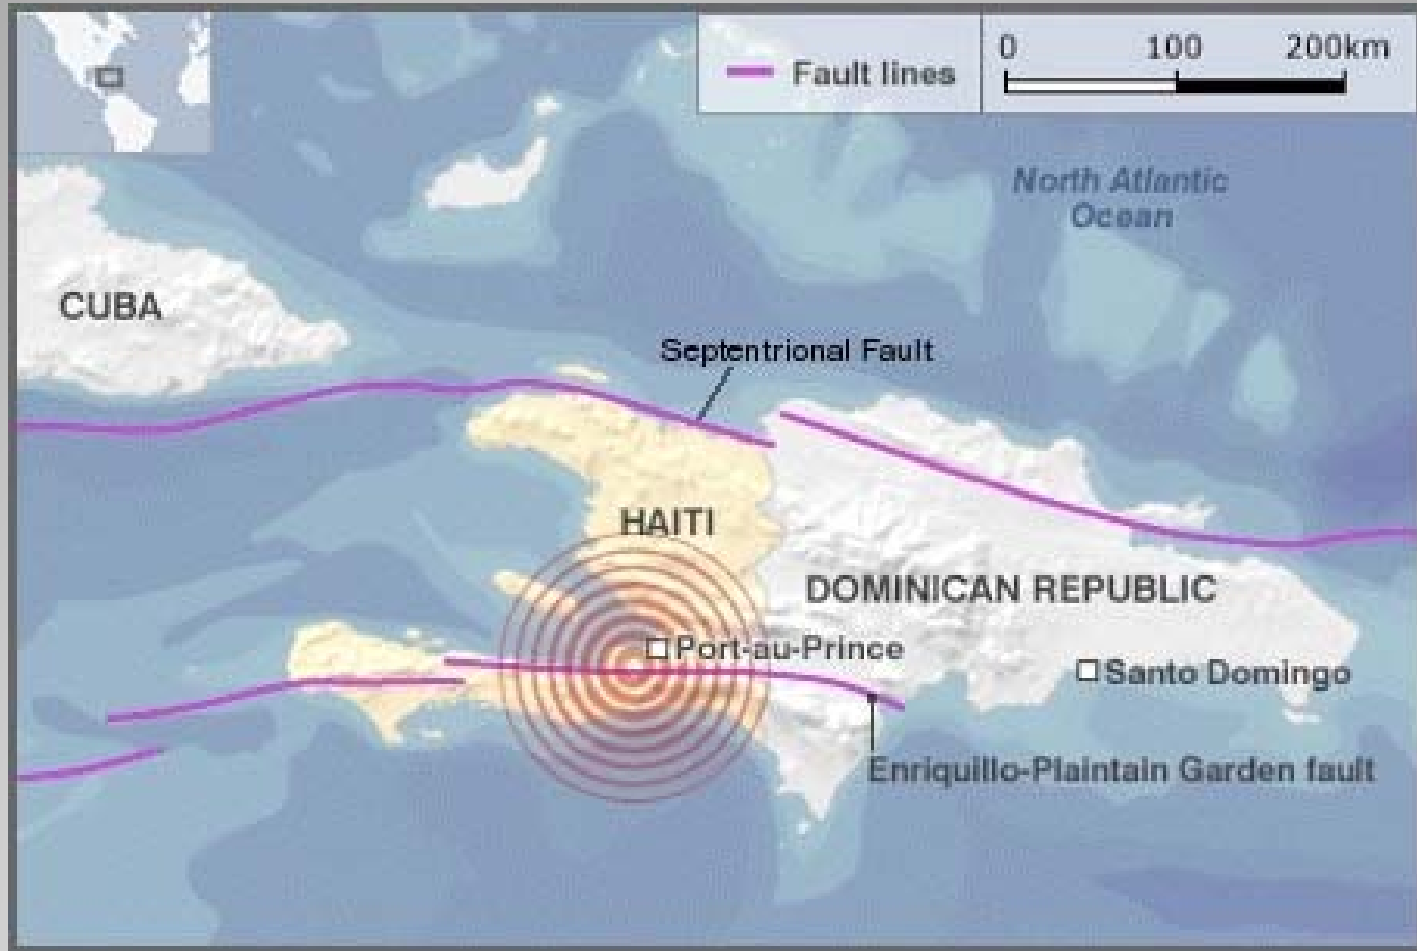 0 100 200km
Fault lines
North Atlantic
Ocean
CUBA
Septentrional Fault
HAITI
DOMINICAN REPUBLIC
Port-au-Prince
Santo Domingo
Enriquillo-Plaintain Garden fault